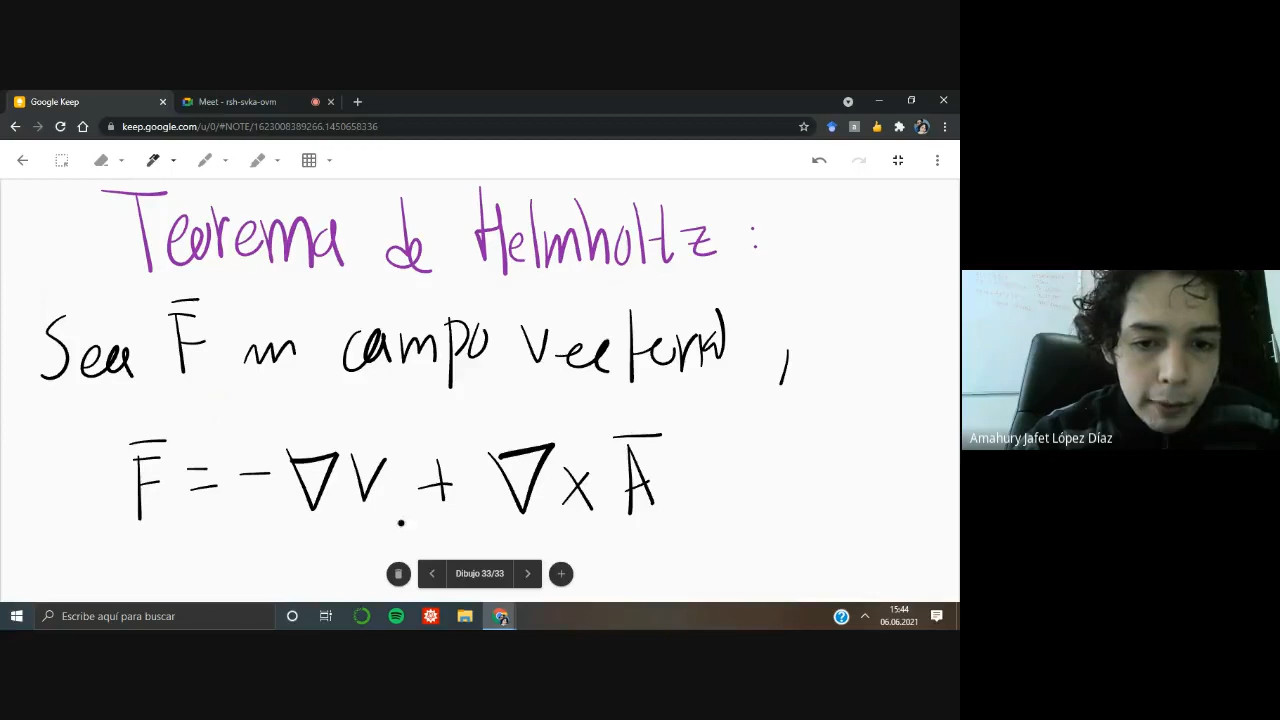 Google Keep
Meet - rsh-svka-ovm
keep.google.com/u/0/#NOTE/1623008389266.1450658336
Teorema de Helmholtz :
Sea F̅ un campo vectorial ,
F̅ = - ∇V + ∇ x A̅
Dibujo 33/33
Amahury Jafet López Díaz
Escribe aquí para buscar
15:44
06.06.2021